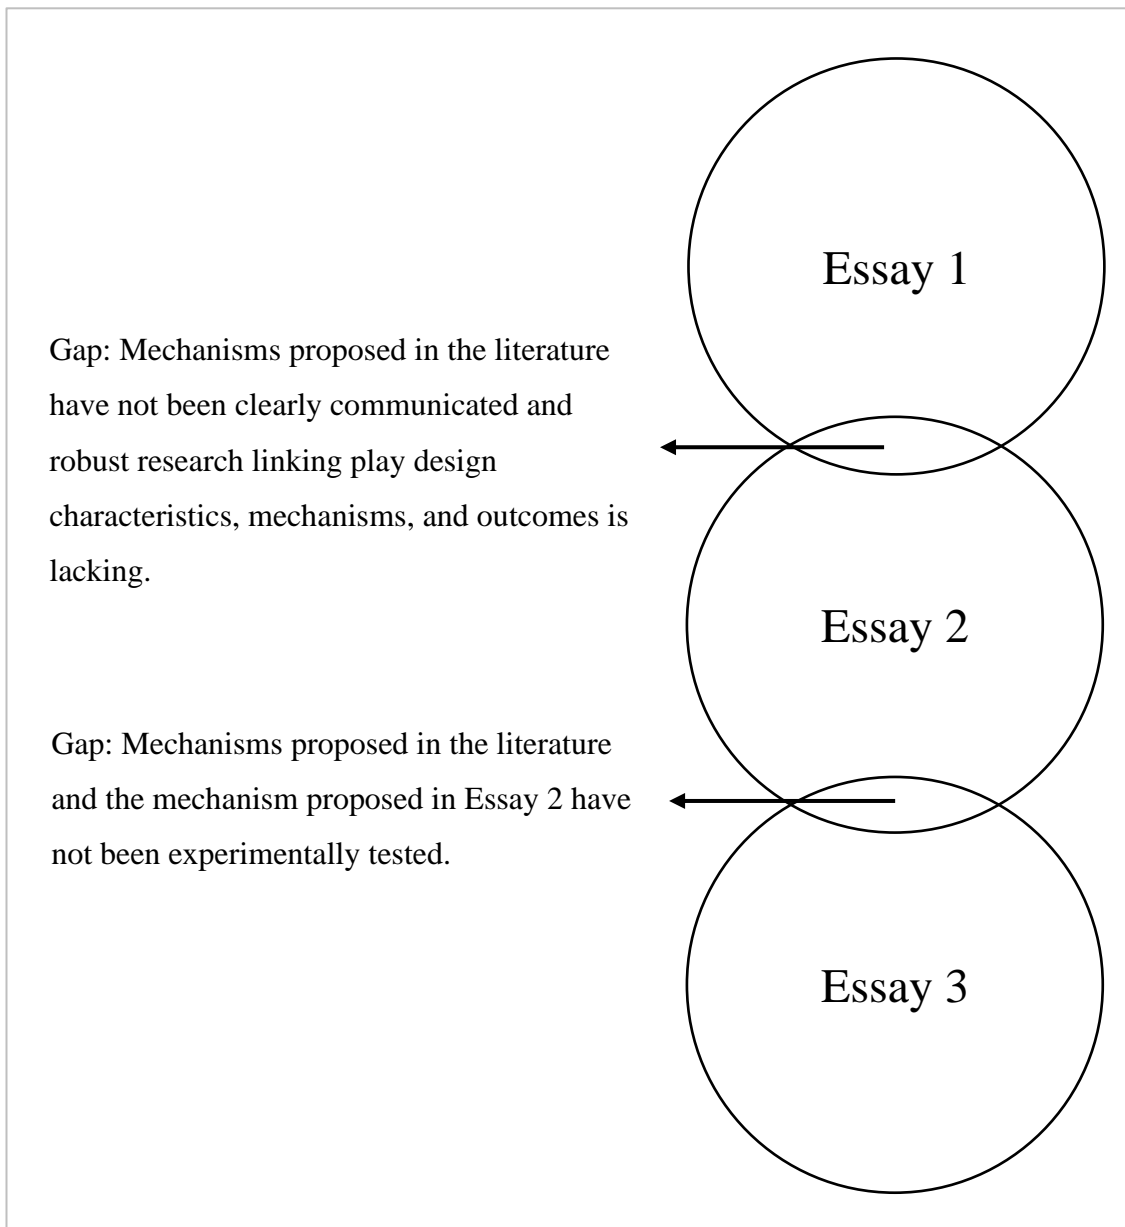 Essay 1
Gap: Mechanisms proposed in the literature
have not been clearly communicated and
robust research linking play design
characteristics, mechanisms, and outcomes is
lacking.
Essay 2
Gap: Mechanisms proposed in the literature
and the mechanism proposed in Essay 2 have
not been experimentally tested.
Essay 3